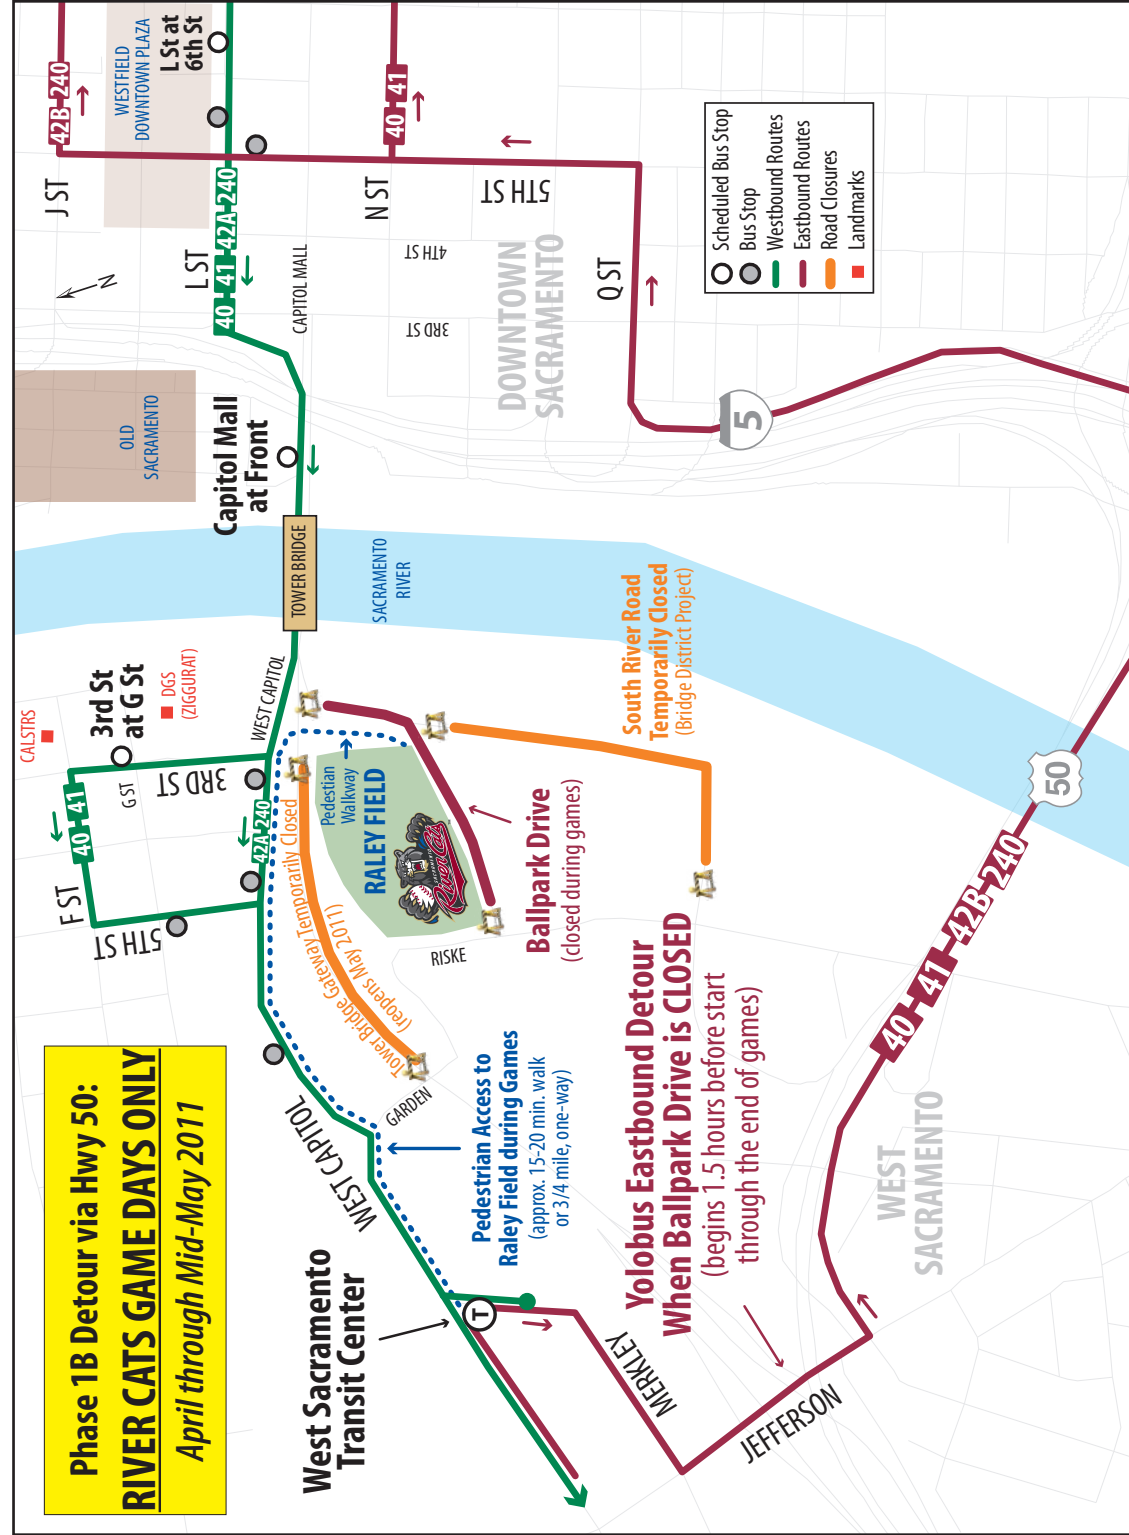 Phase 1B Detour via Hwy 50:
RIVER CATS GAME DAYS ONLY
April through Mid-May 2011
CALSTRS
DGS
(ZIGGURAT)
3rd St
at G St
F ST
40
41
G ST
3RD ST
5TH ST
42A
240
WEST CAPITOL
WEST CAPITOL
GARDEN
Tower Bridge Gateway Temporarily Closed
(reopens May 2011)
Pedestrian
Walkway
RALEY FIELD
RiverCats
RISKE
Ballpark Drive
(closed during games)
Pedestrian Access to
Raley Field during Games
(approx. 15-20 min. walk
or 3/4 mile, one-way)
West Sacramento
Transit Center
T
MERKLEY
JEFFERSON
Yolobus Eastbound Detour
When Ballpark Drive is CLOSED
(begins 1.5 hours before start
through the end of games)
WEST
SACRAMENTO
40
41
42B
240
50
South River Road
Temporarily Closed
(Bridge District Project)
TOWER BRIDGE
SACRAMENTO
RIVER
OLD
SACRAMENTO
Capitol Mall
at Front
N
J ST
42B
240
WESTFIELD
DOWNTOWN PLAZA
L St at
6th St
L ST
40
41
42A
240
CAPITOL MALL
N ST
40
41
3RD ST
4TH ST
5TH ST
DOWNTOWN
SACRAMENTO
Q ST
5
Scheduled Bus Stop
Bus Stop
Westbound Routes
Eastbound Routes
Road Closures
Landmarks